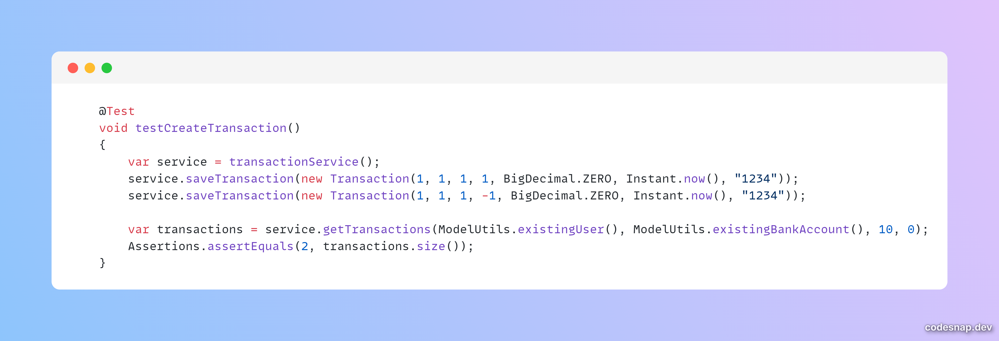 @Test
void testCreateTransaction()
{
    var service = transactionService();
    service.saveTransaction(new Transaction(1, 1, 1, 1, BigDecimal.ZERO, Instant.now(), "1234"));
    service.saveTransaction(new Transaction(1, 1, 1, -1, BigDecimal.ZERO, Instant.now(), "1234"));

    var transactions = service.getTransactions(ModelUtils.existingUser(), ModelUtils.existingBankAccount(), 10, 0);
    Assertions.assertEquals(2, transactions.size());
}
codesnap.dev